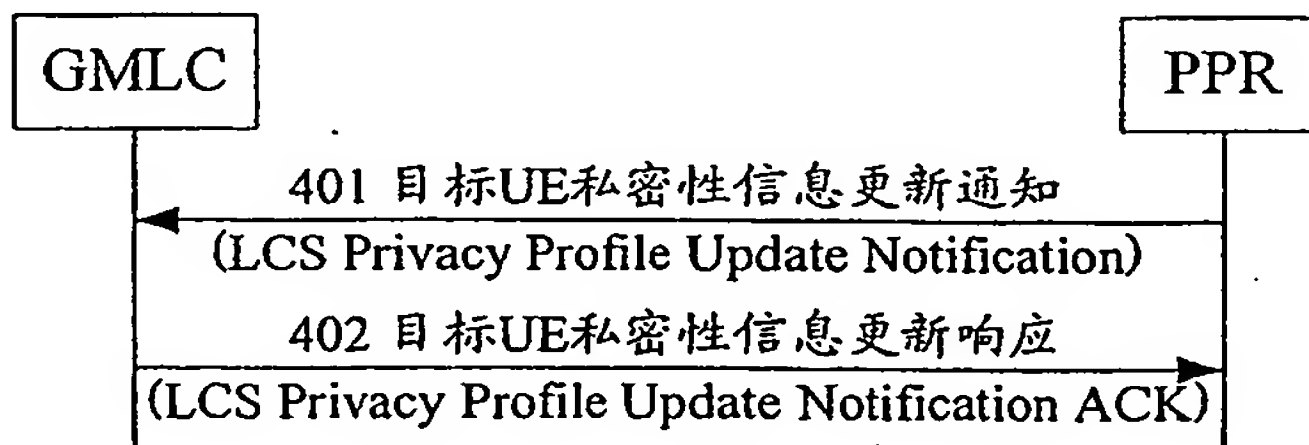 GMLC
PPR
401 目标UE私密性信息更新通知
(LCS Privacy Profile Update Notification)
402 目标UE私密性信息更新响应
(LCS Privacy Profile Update Notification ACK)